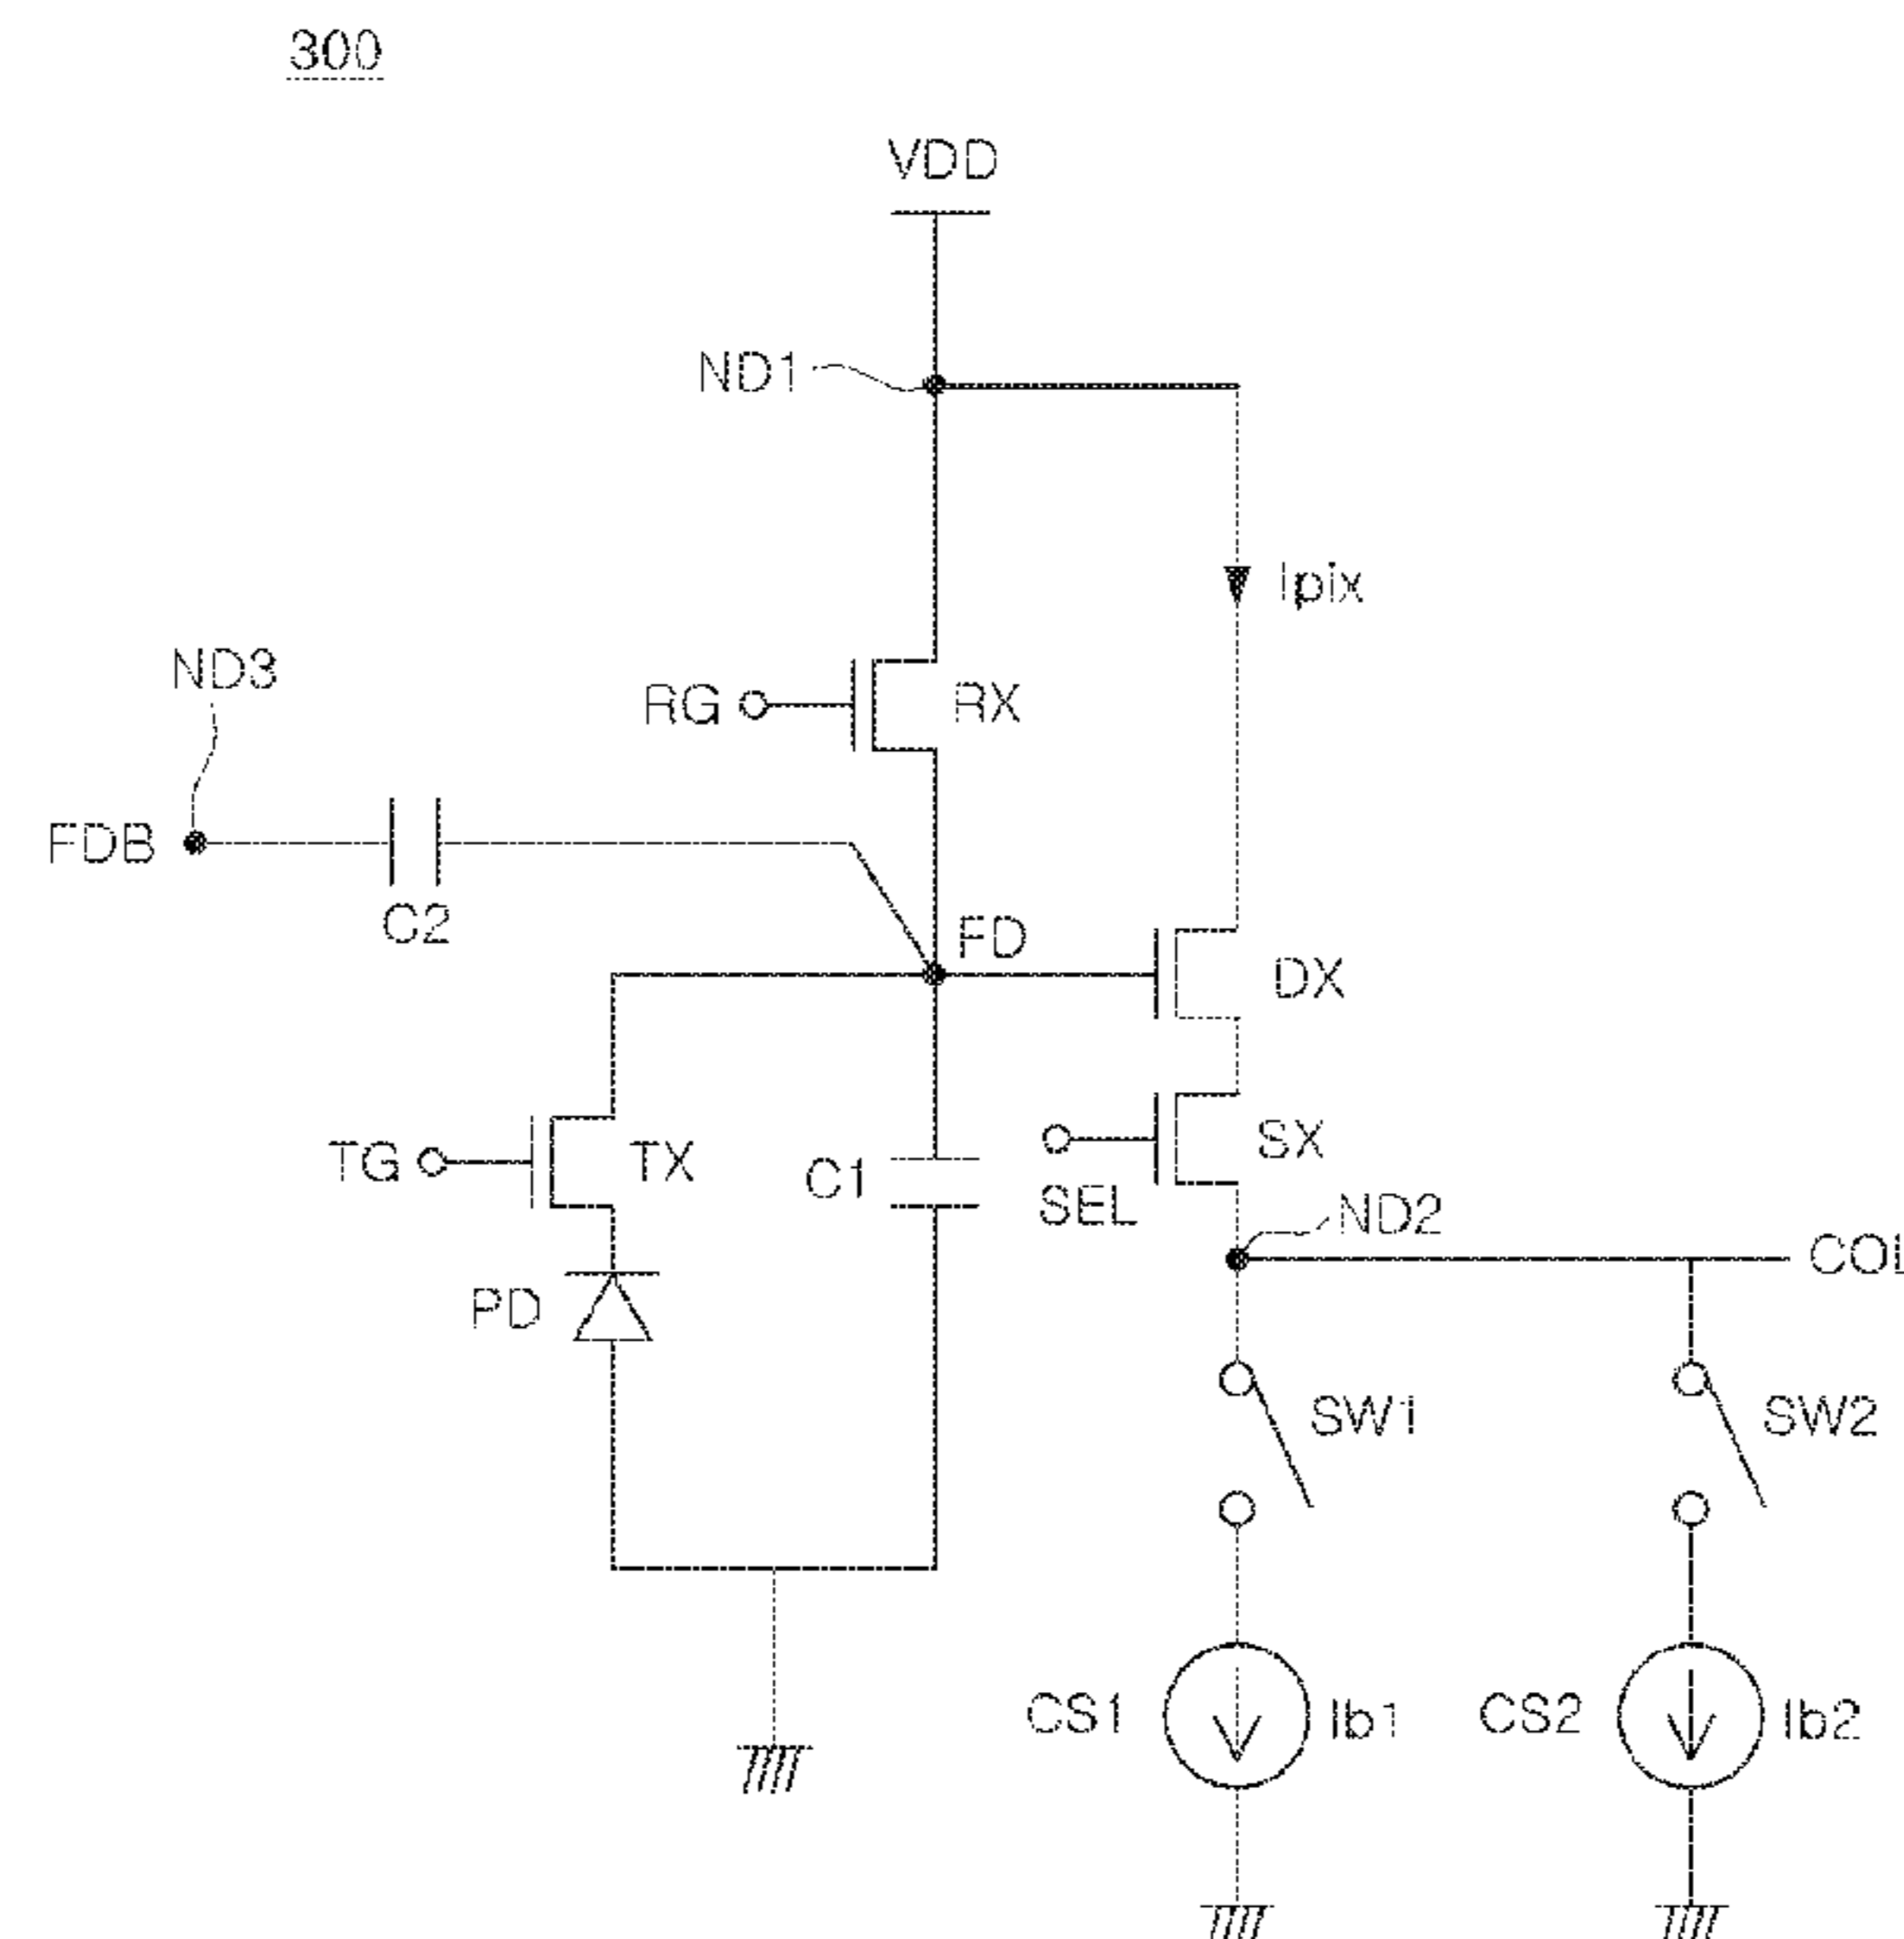 300
VDD
ND1
Ipix
ND3
RG
RX
FDB
C2
FD
DX
TG
TX
C1
SX
SEL
ND2
COL
PD
SW1
SW2
CS1
Ib1
CS2
Ib2